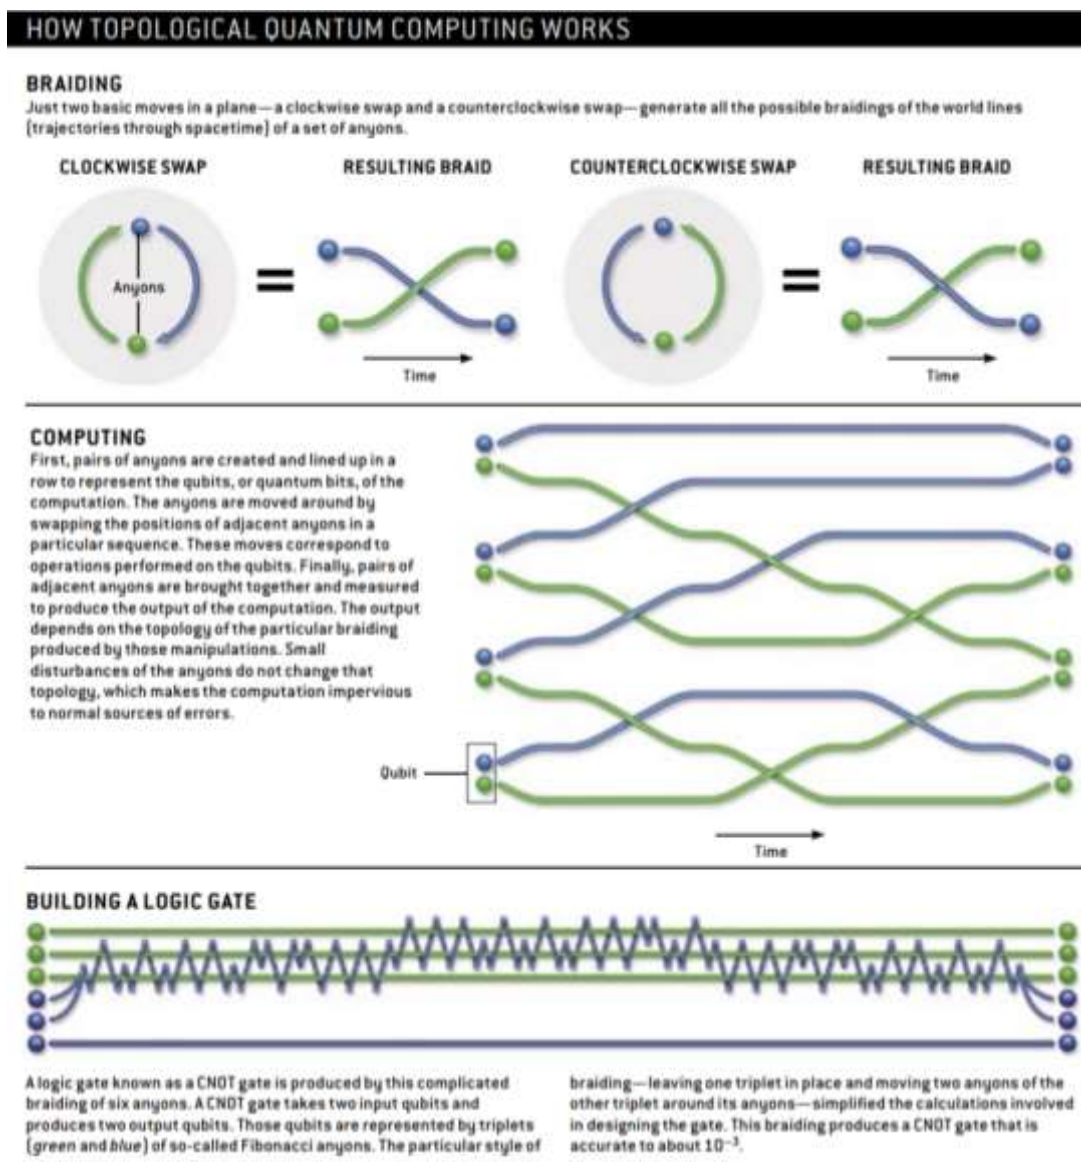 HOW TOPOLOGICAL QUANTUM COMPUTING WORKS
BRAIDING
Just two basic moves in a plane—a clockwise swap and a counterclockwise swap—generate all the possible braidings of the world lines
(trajectories through spacetime) of a set of anyons.
CLOCKWISE SWAP
RESULTING BRAID
COUNTERCLOCKWISE SWAP
RESULTING BRAID
Anyons
=
=
Time
Time
COMPUTING
First, pairs of anyons are created and lined up in a
row to represent the qubits, or quantum bits, of the
computation. The anyons are moved around by
swapping the positions of adjacent anyons in a
particular sequence. These moves correspond to
operations performed on the qubits. Finally, pairs of
adjacent anyons are brought together and measured
to produce the output of the computation. The output
depends on the topology of the particular braiding
produced by those manipulations. Small
disturbances of the anyons do not change that
topology, which makes the computation impervious
to normal sources of errors.
Qubit
Time
BUILDING A LOGIC GATE
A logic gate known as a CNOT gate is produced by this complicated
braiding of six anyons. A CNOT gate takes two input qubits and
produces two output qubits. Those qubits are represented by triplets
(green and blue) of so-called Fibonacci anyons. The particular style of
braiding—leaving one triplet in place and moving two anyons of the
other triplet around its anyons—simplified the calculations involved
in designing the gate. This braiding produces a CNOT gate that is
accurate to about 10⁻³.